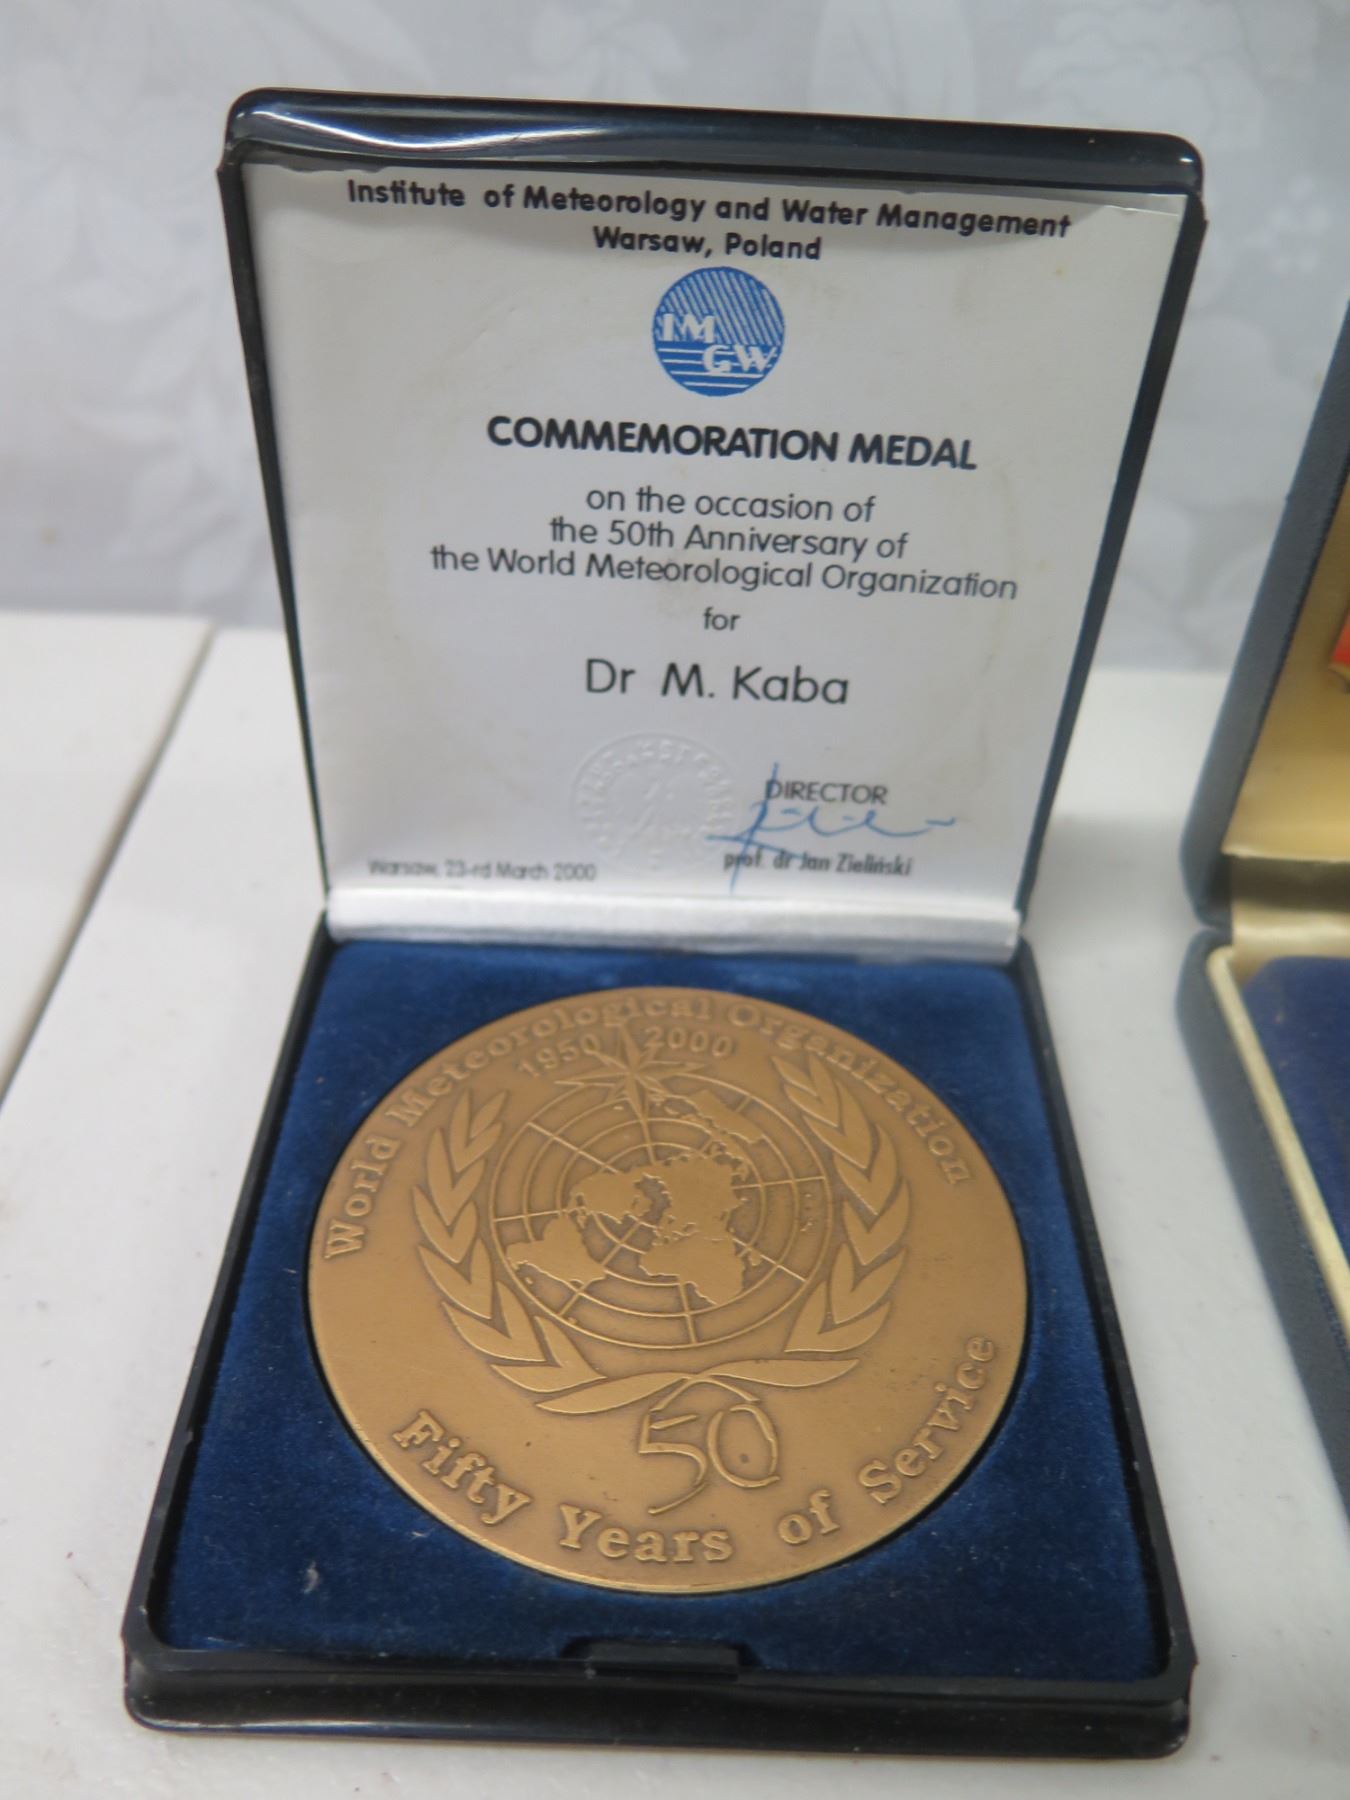 Institute of Meteorology and Water Management
Warsaw, Poland
IM
GW
COMMEMORATION MEDAL
on the occasion of
the 50th Anniversary of
the World Meteorological Organization
for
Dr M. Kaba
DIRECTOR
prof. dr Jan Zieliński
Warsaw, 23-rd March 2000
World Meteorological Organization
1950 2000
50
Fifty Years of Service